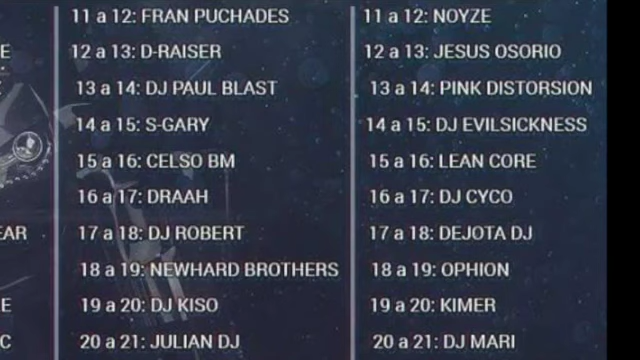 11 a 12: FRAN PUCHADES
12 a 13: D-RAISER
13 a 14: DJ PAUL BLAST
14 a 15: S-GARY
15 a 16: CELSO BM
16 a 17: DRAAH
17 a 18: DJ ROBERT
18 a 19: NEWHARD BROTHERS
19 a 20: DJ KISO
20 a 21: JULIAN DJ
11 a 12: NOYZE
12 a 13: JESUS OSORIO
13 a 14: PINK DISTORSION
14 a 15: DJ EVILSICKNESS
15 a 16: LEAN CORE
16 a 17: DJ CYCO
17 a 18: DEJOTA DJ
18 a 19: OPHION
19 a 20: KIMER
20 a 21: DJ MARI